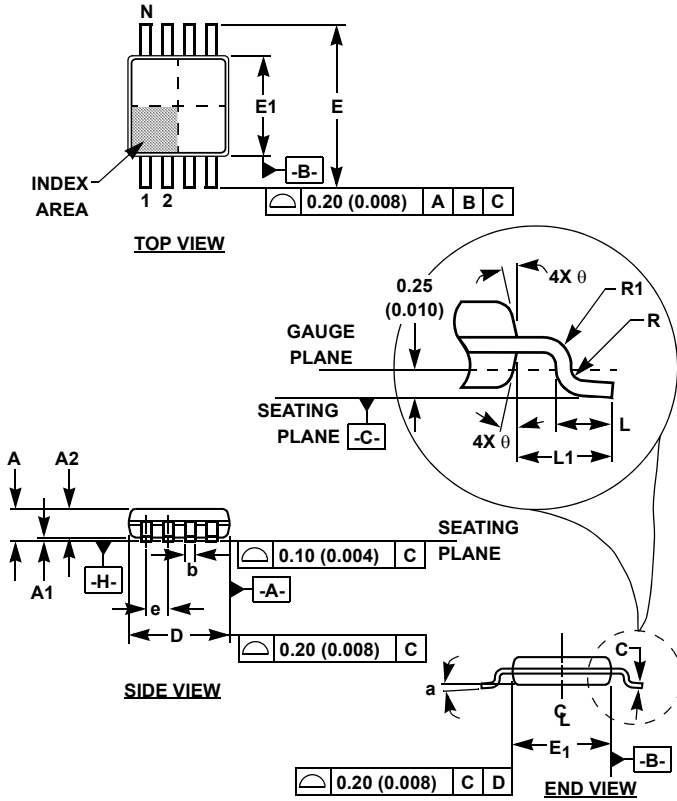 N
E1
E
-B-
INDEX
AREA
1 2
0.20 (0.008) A B C
TOP VIEW
0.25
(0.010)
4X θ
R1
R
GAUGE
PLANE
SEATING
PLANE -C-
4X θ
L
L1
A A2
SEATING
PLANE
0.10 (0.004) C
A1
-H-
b
-A-
e
D
0.20 (0.008) C
SIDE VIEW
C
a
CL
E1
-B-
0.20 (0.008) C D
END VIEW